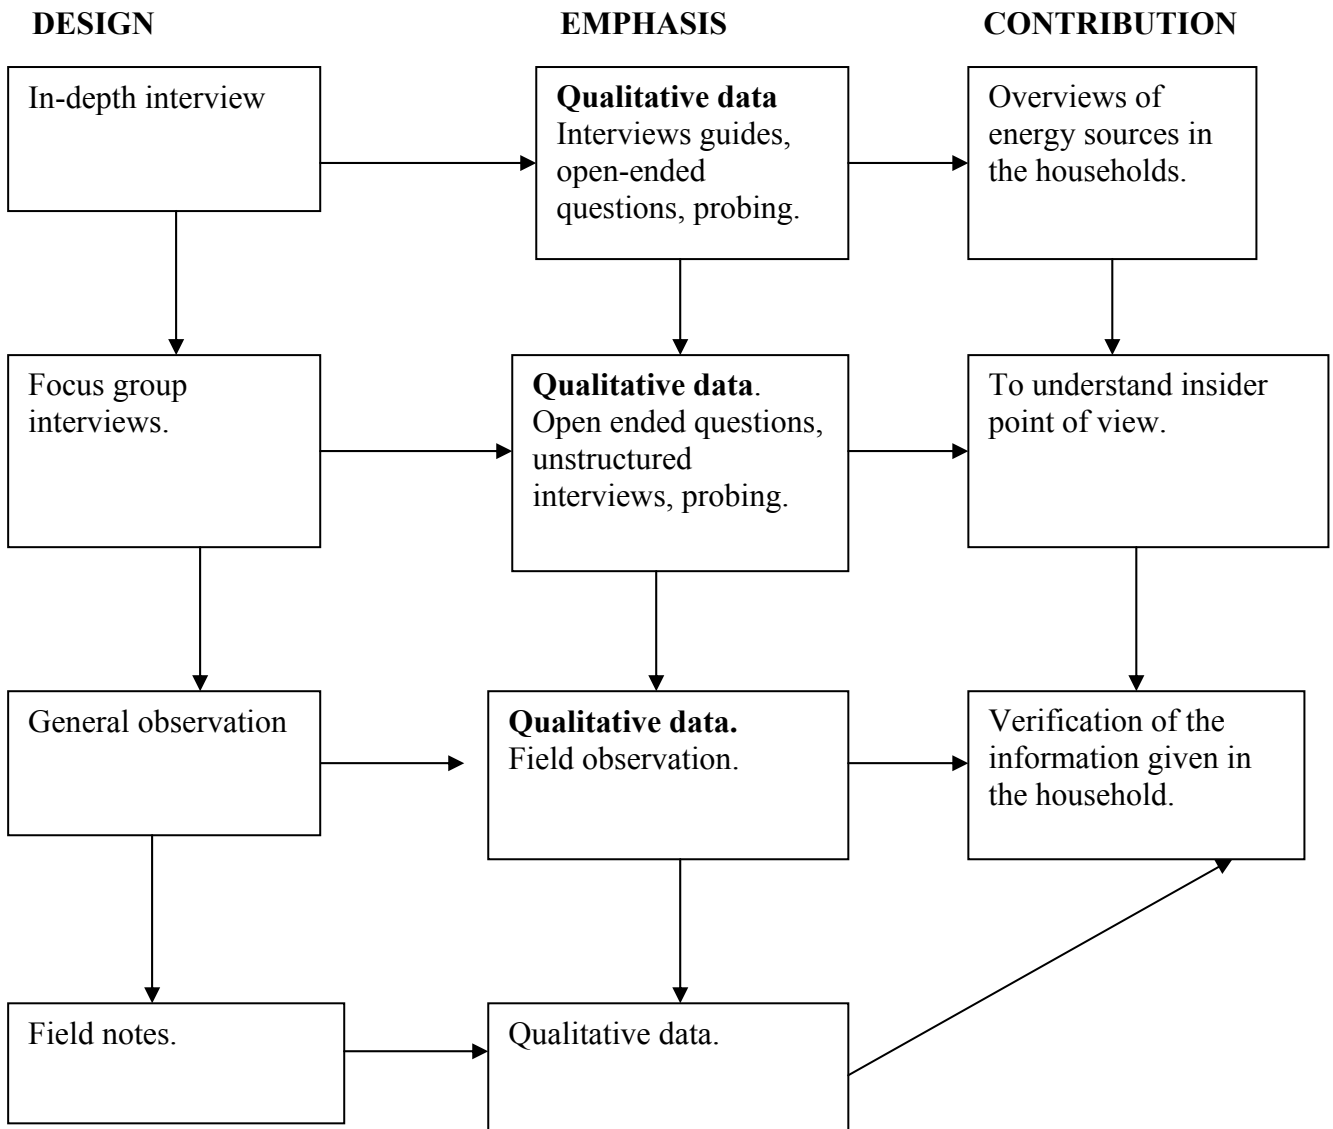 DESIGN
EMPHASIS
CONTRIBUTION
In-depth interview
Qualitative data
Interviews guides,
open-ended
questions, probing.
Overviews of
energy sources in
the households.
Focus group
interviews.
Qualitative data.
Open ended questions,
unstructured
interviews, probing.
To understand insider
point of view.
General observation
Qualitative data.
Field observation.
Verification of the
information given in
the household.
Field notes.
Qualitative data.